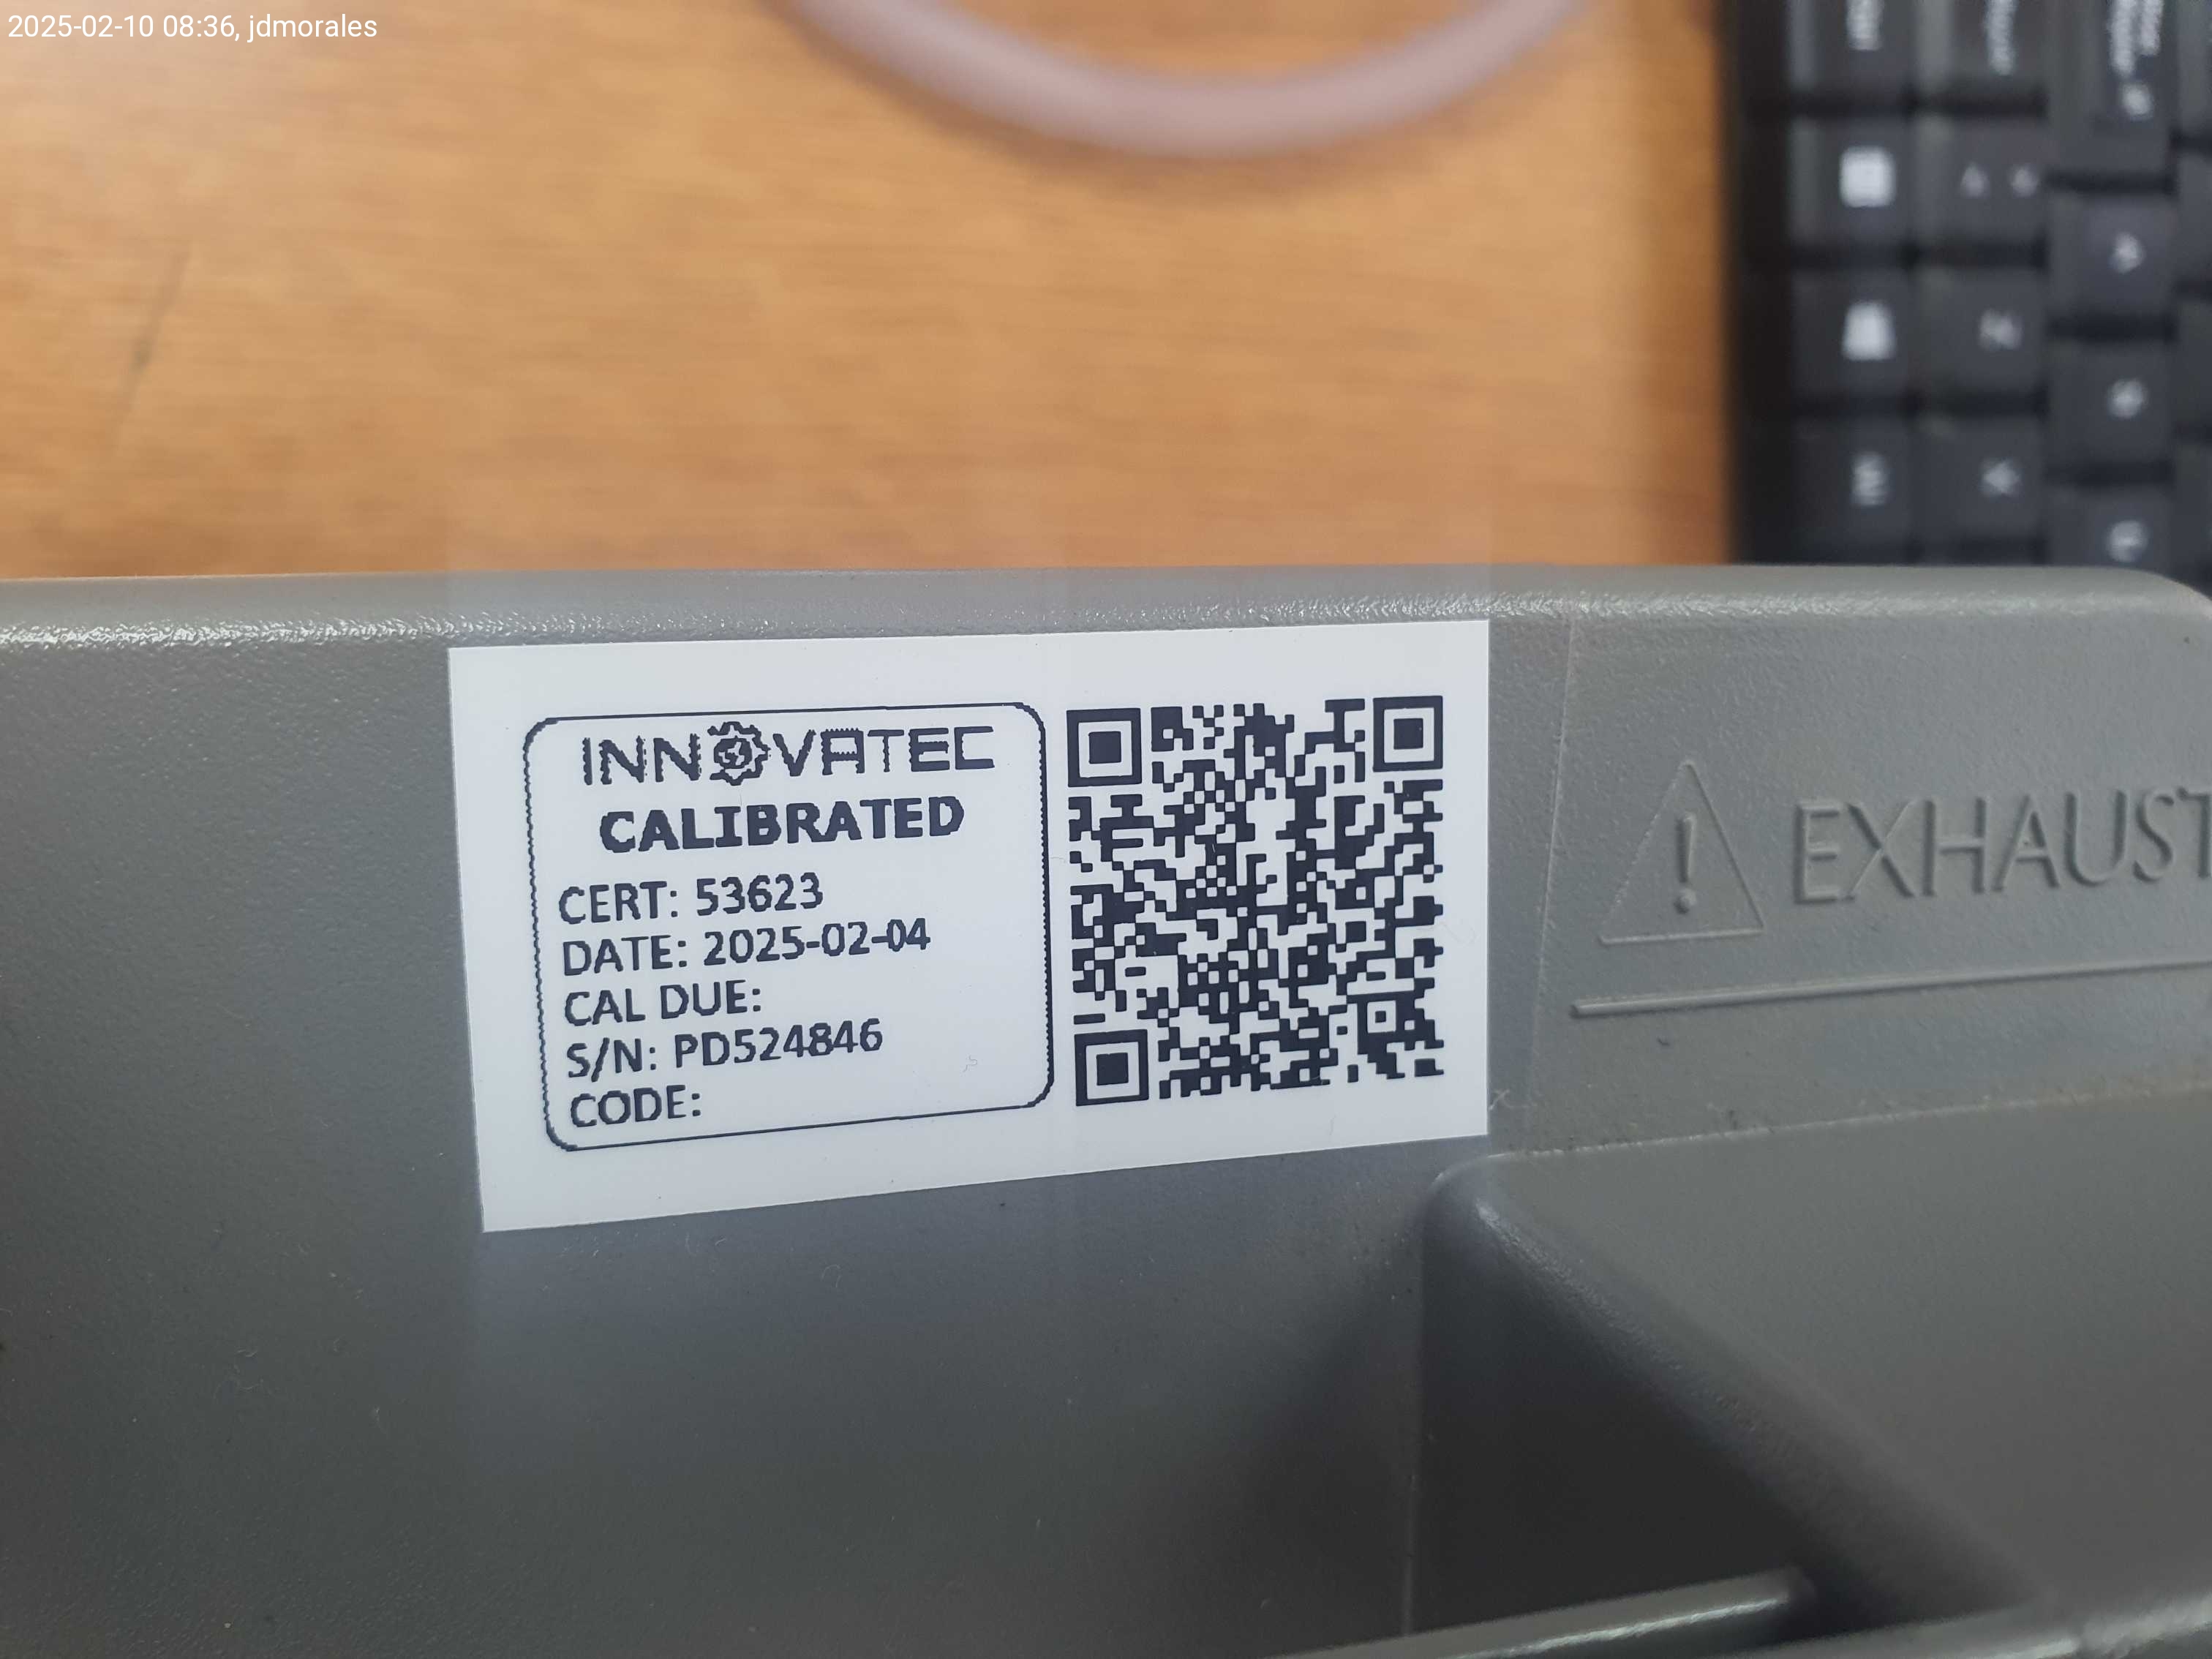 2025-02-10 08:36, jdmorales
INNOVATEC
CALIBRATED
CERT: 53623
DATE: 2025-02-04
CAL DUE:
S/N: PD524846
CODE:
EXHAUST